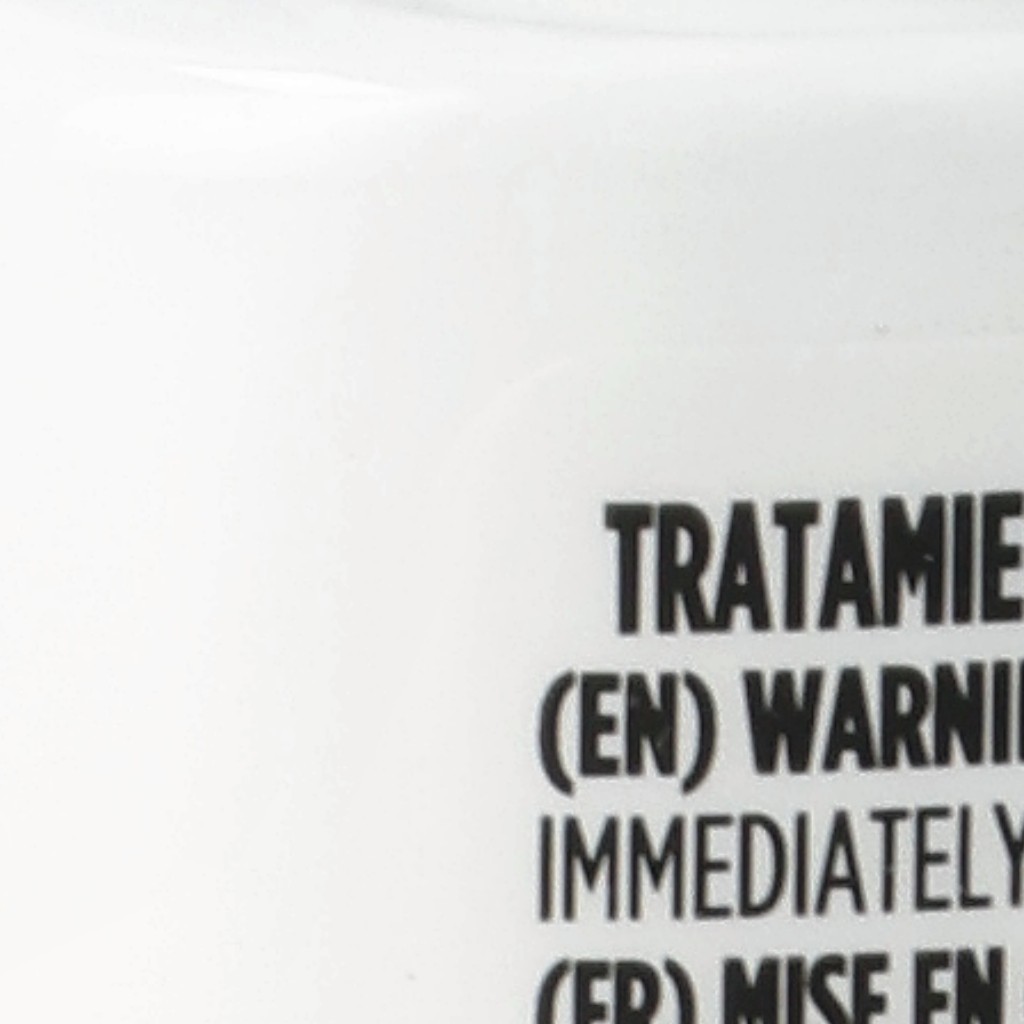 TRATAMIE
(EN) WARNI
IMMEDIATELY
(FR) MISE EN